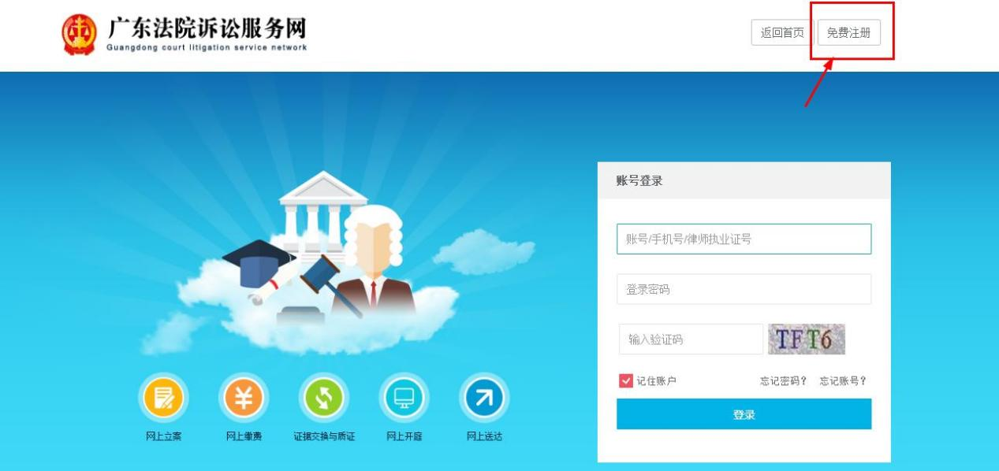 广东法院诉讼服务网
Guangdong court litigation service network
返回首页
免费注册
账号登录
账号/手机号/律师执业证号
登录密码
输入验证码
TFT6
记住账户
忘记密码?
忘记账号?
登录
网上立案
网上缴费
证据交换与质证
网上开庭
网上送达